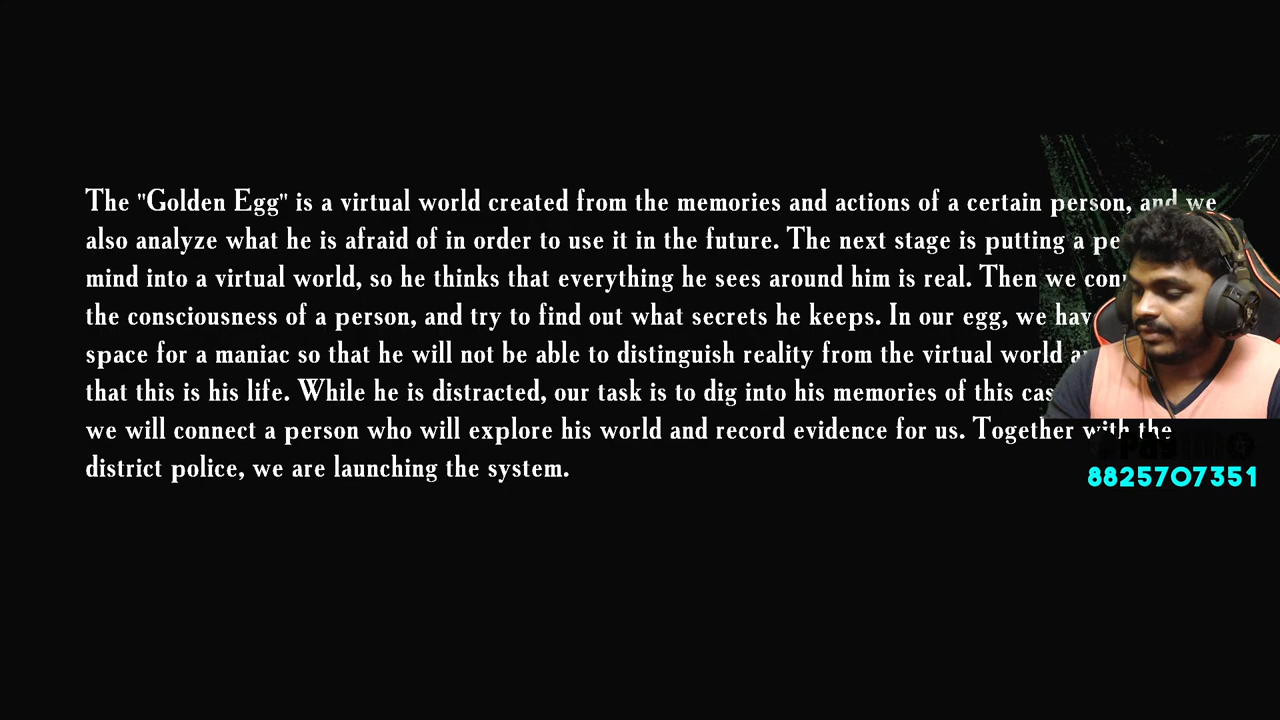 The "Golden Egg" is a virtual world created from the memories and actions of a certain person, and we
also analyze what he is afraid of in order to use it in the future. The next stage is putting a
mind into a virtual world, so he thinks that everything he sees around him is real. Then we
the consciousness of a person, and try to find out what secrets he keeps. In our egg, we
space for a maniac so that he will not be able to distinguish reality from the virtual world
that this is his life. While he is distracted, our task is to dig into his memories of this
we will connect a person who will explore his world and record evidence for us. Together with the
district police, we are launching the system.
8825707351